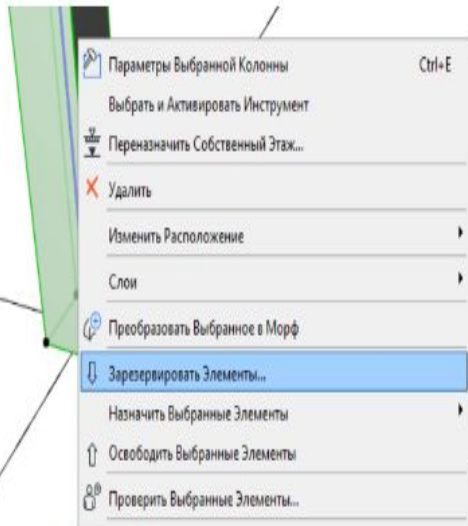 Параметры Выбранной Колонны Ctrl+E
Выбрать и Активировать Инструмент
Переназначить Собственный Этаж...
Удалить
Изменить Расположение
Слои
Преобразовать Выбранное в Морф
Зарезервировать Элементы...
Назначить Выбранные Элементы
Освободить Выбранные Элементы
Проверить Выбранные Элементы...